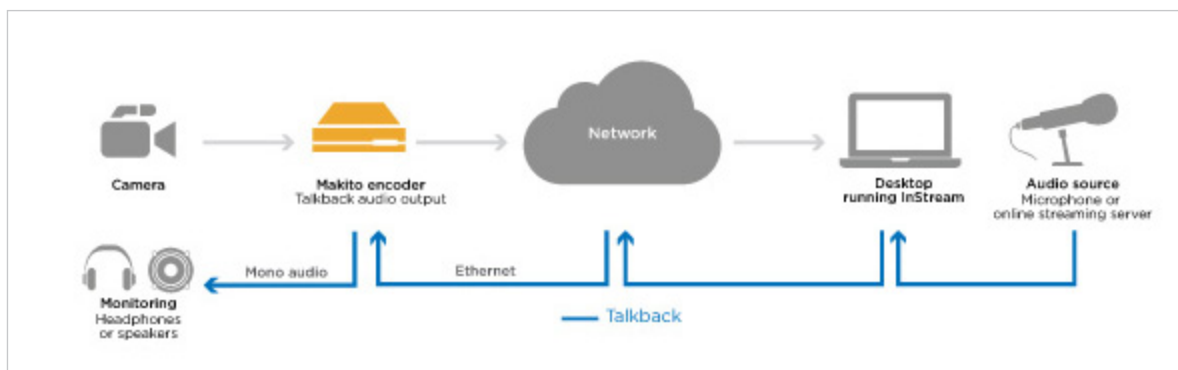 Network
Camera
Makito encoder
Talkback audio output
Desktop
running InStream
Audio source
Microphone or
online streaming server
Mono audio
Ethernet
Monitoring
Headphones
or speakers
Talkback